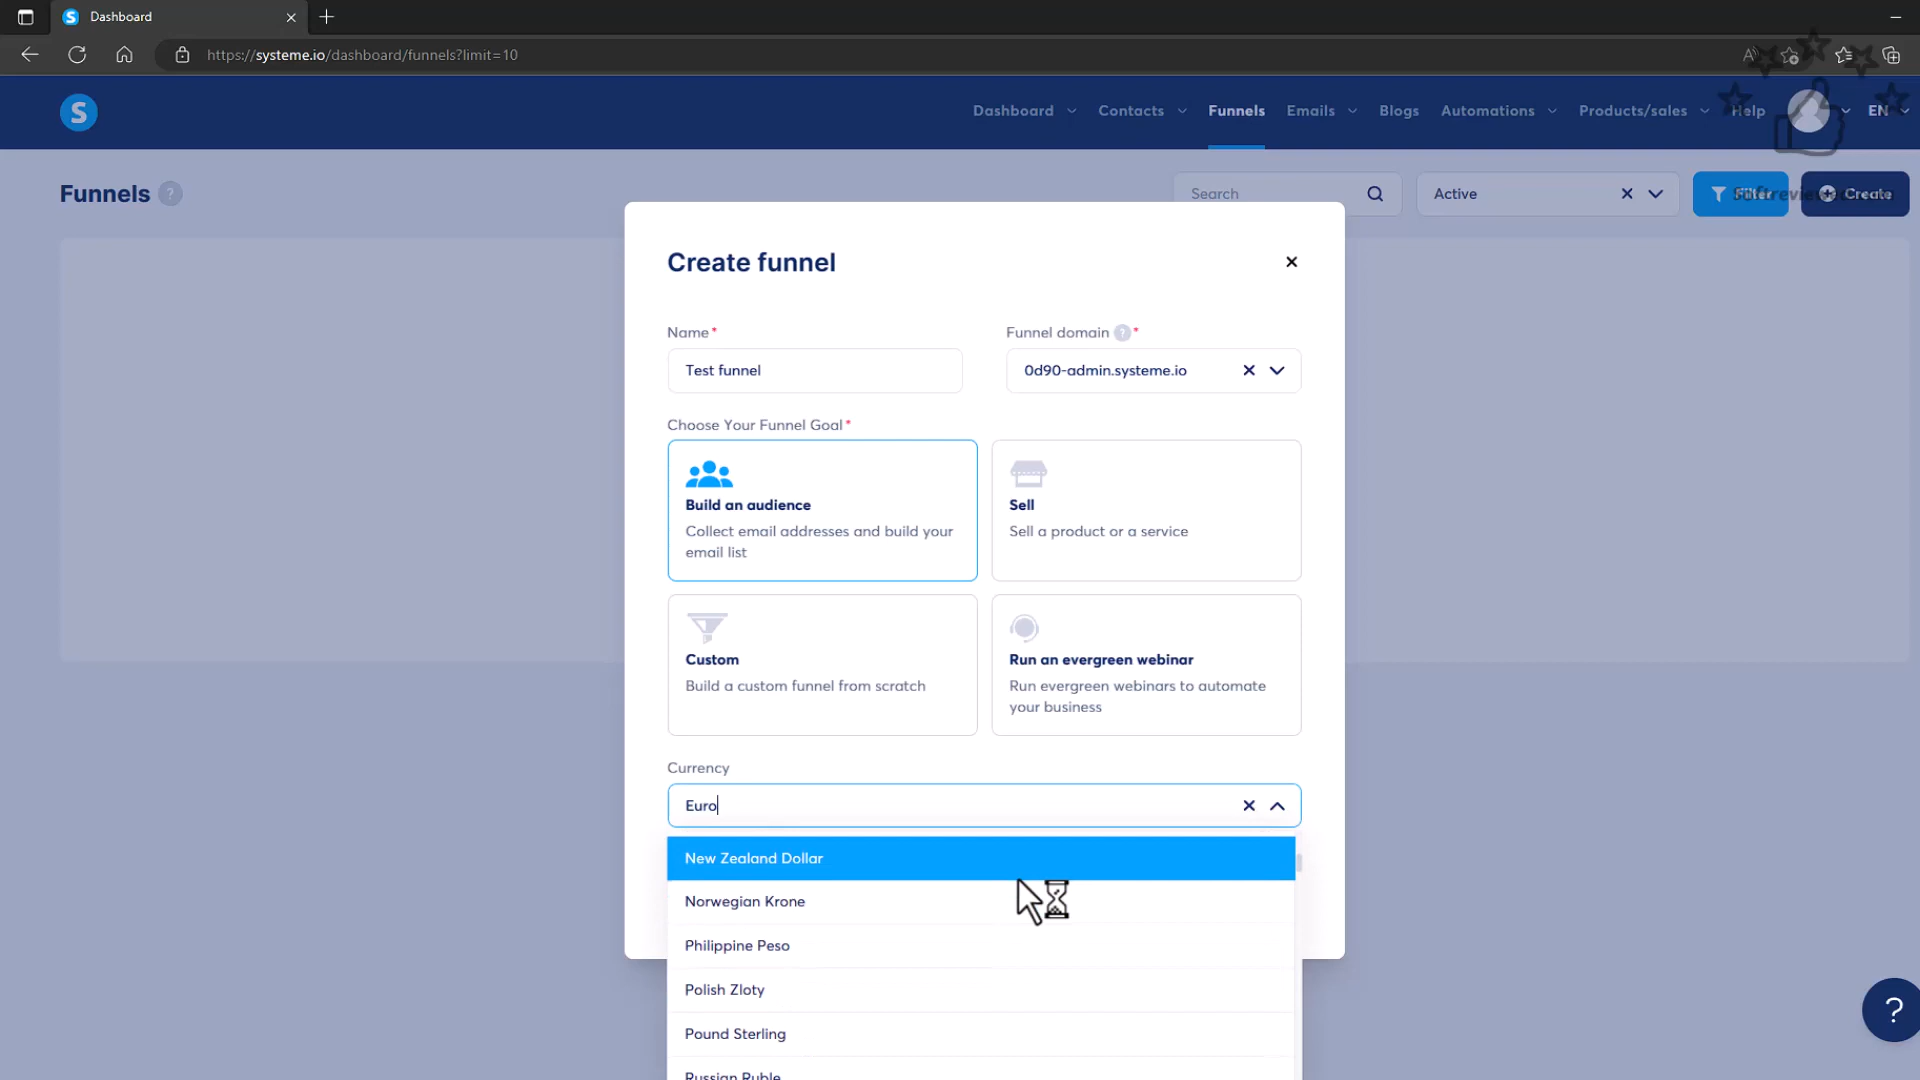 Dashboard
https://systeme.io/dashboard/funnels?limit=10
S
Dashboard
Contacts
Funnels
Emails
Blogs
Automations
Products/sales
Help
EN
Funnels ?
Search
Active
Filter
Create
Create funnel
Name*
Funnel domain ? *
Test funnel
0d90-admin.systeme.io
Choose Your Funnel Goal*
Build an audience
Collect email addresses and build your
email list
Sell
Sell a product or a service
Custom
Build a custom funnel from scratch
Run an evergreen webinar
Run evergreen webinars to automate
your business
Currency
Euro
New Zealand Dollar
Norwegian Krone
Philippine Peso
Polish Zloty
Pound Sterling
Russian Ruble
?